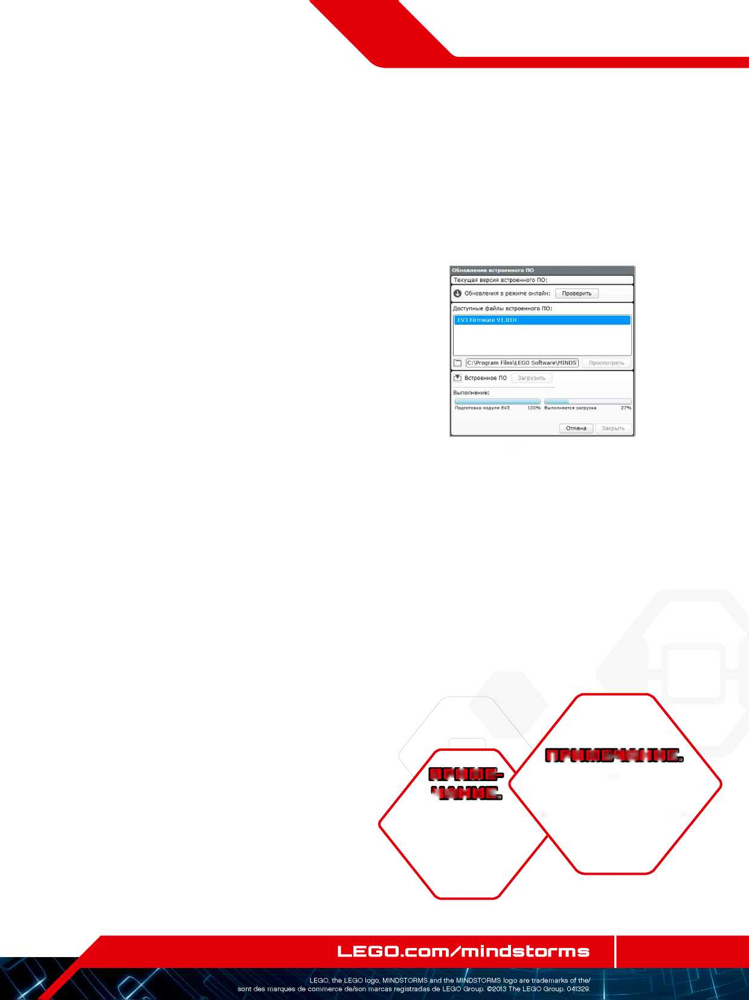 Обновление встроенного ПО
Текущая версия встроенного ПО:
Обновления в режиме онлайн: Проверить
Доступные файлы встроенного ПО:
EV3 Firmware V1.01H
C:\Program Files\LEGO Software\MINDS Просмотреть
Встроенное ПО Загрузить
Выполнение:
Подготовка модуля EV3 100% Выполняется загрузка 27%
Отмена Закрыть
ПРИМЕЧАНИЕ.
ПРИМЕ-
ЧАНИЕ.
LEGO.com/mindstorms
LEGO, the LEGO logo, MINDSTORMS and the MINDSTORMS logo are trademarks of the/
sont des marques de commerce de/son marcas registradas de LEGO Group. ©2013 The LEGO Group. 041329.